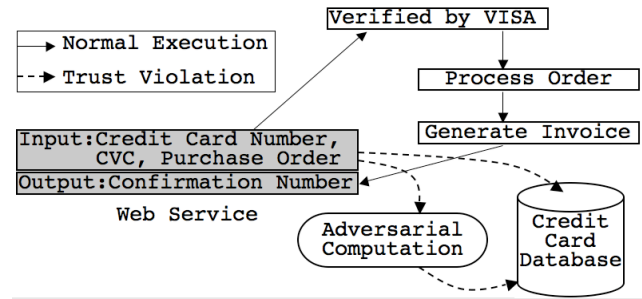 Verified by VISA
Normal Execution
Trust Violation
Process Order
Generate Invoice
Input:Credit Card Number,
CVC, Purchase Order
Output:Confirmation Number
Web Service
Adversarial
Computation
Credit
Card
Database